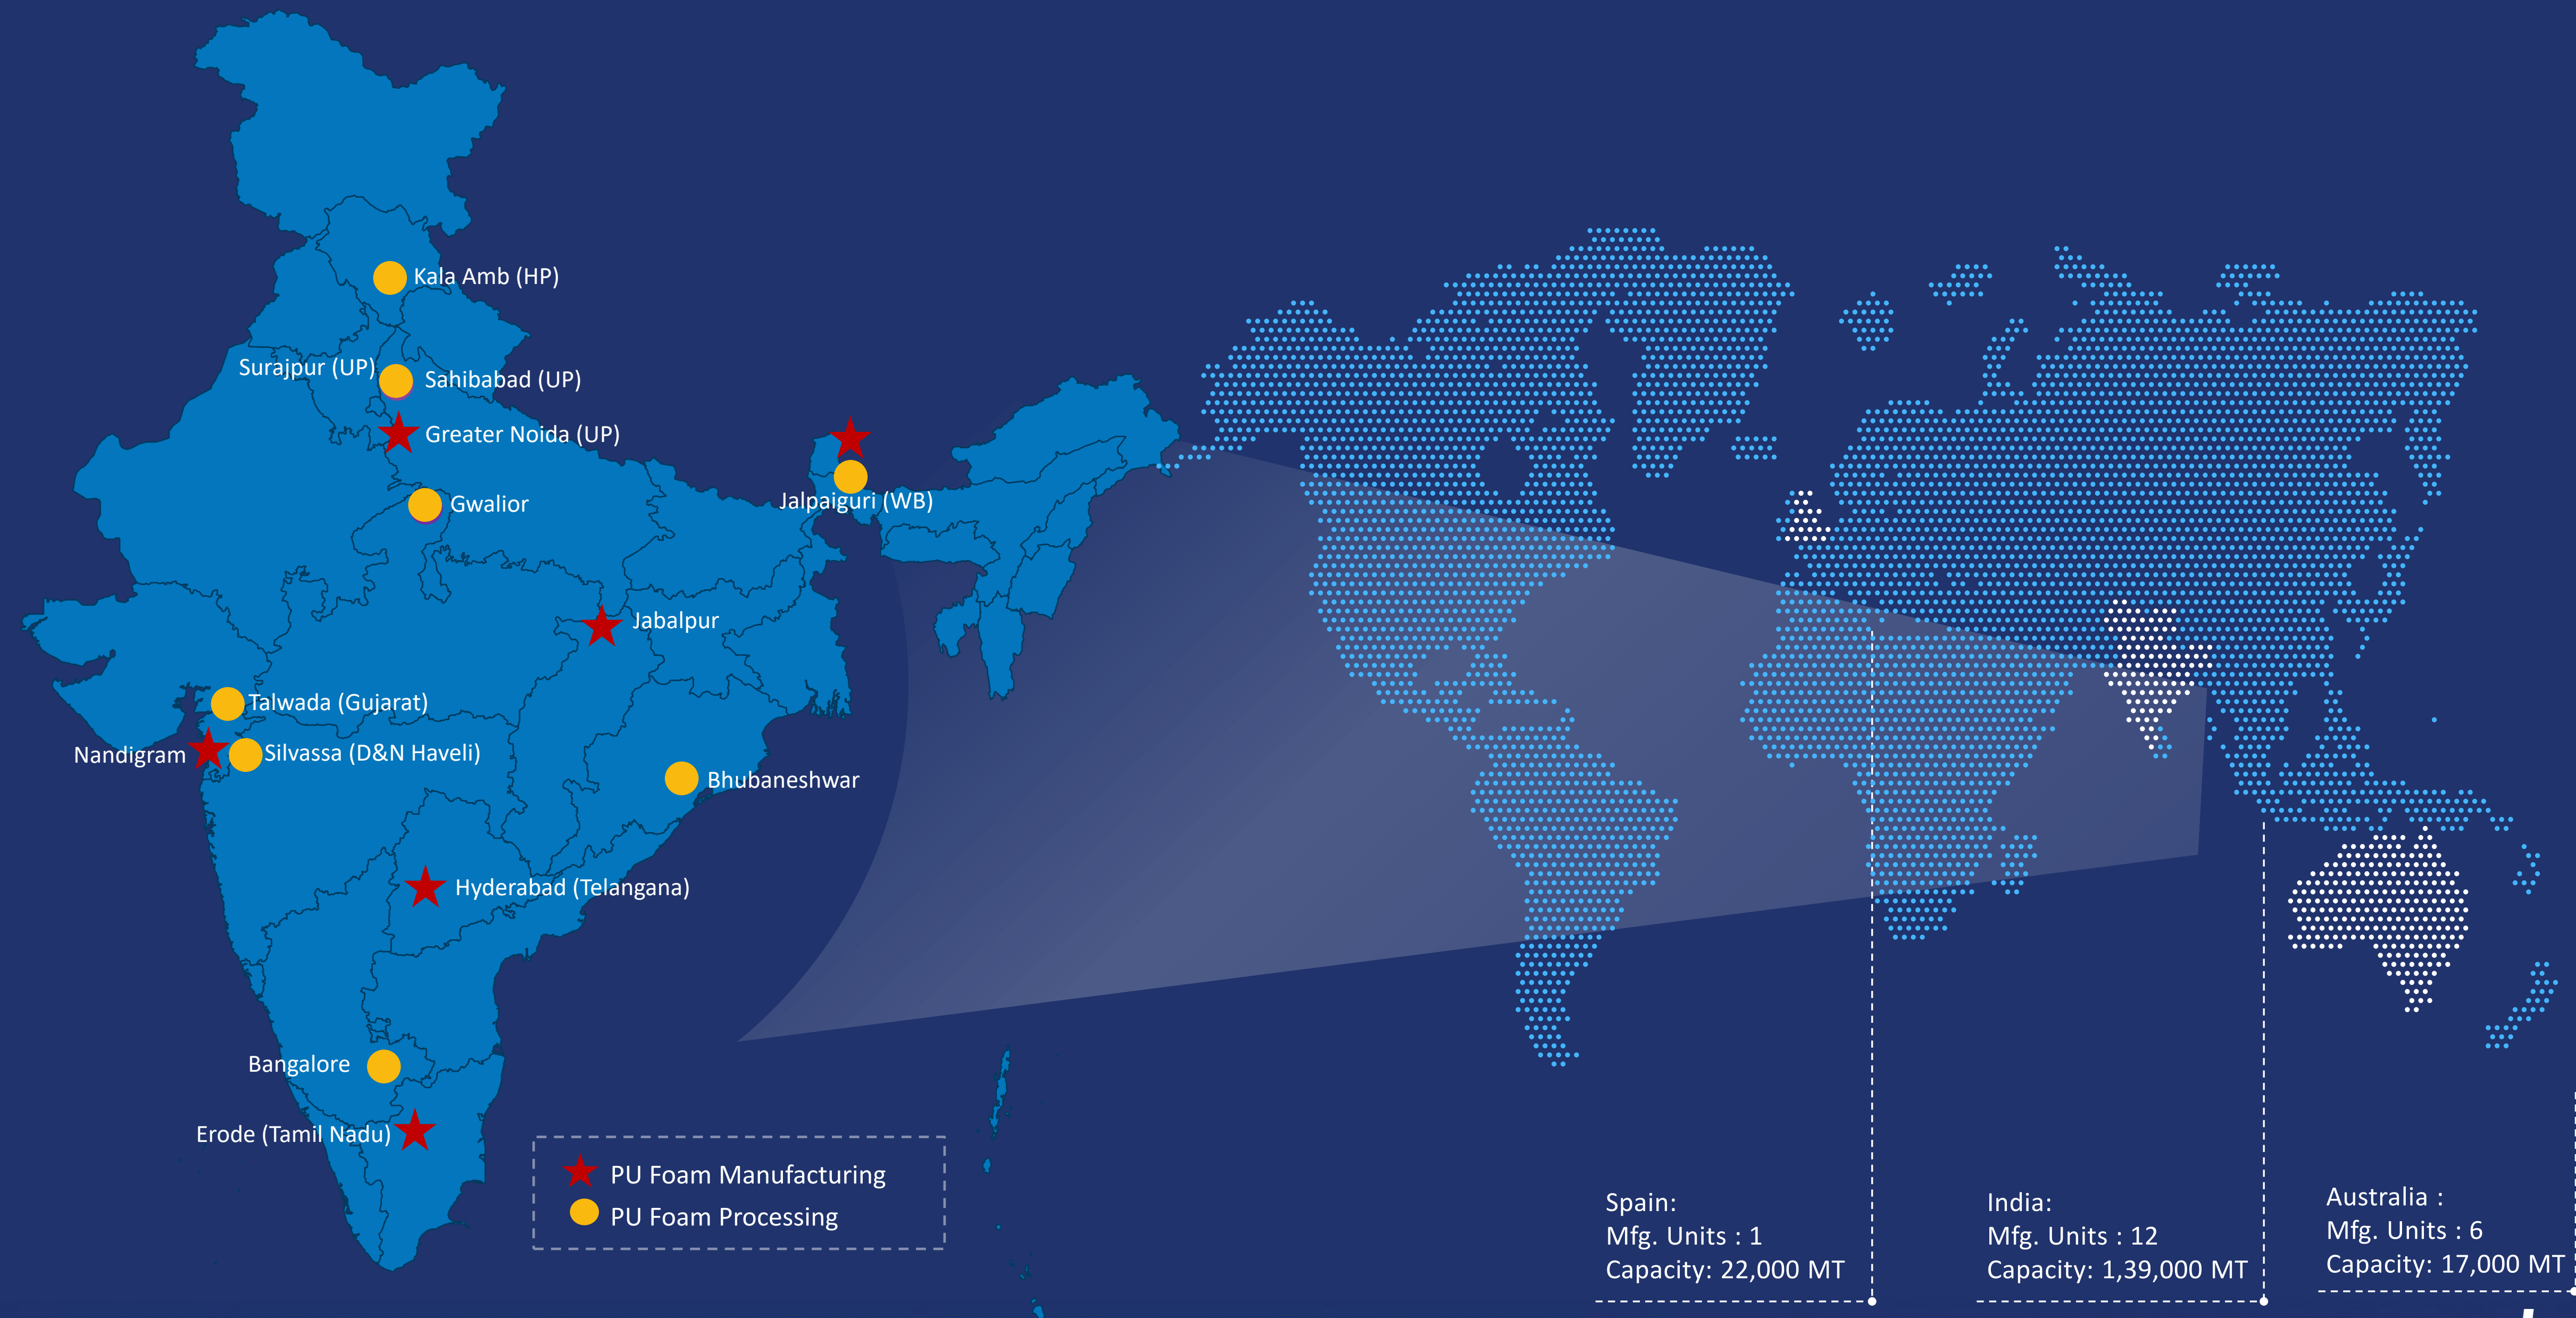 Kala Amb (HP)
Surajpur (UP)
Sahibabad (UP)
Greater Noida (UP)
Gwalior
Jalpaiguri (WB)
Jabalpur
Talwada (Gujarat)
Nandigram
Silvassa (D&N Haveli)
Bhubaneshwar
Hyderabad (Telangana)
Bangalore
Erode (Tamil Nadu)
PU Foam Manufacturing
PU Foam Processing
Spain:
Mfg. Units : 1
Capacity: 22,000 MT
India:
Mfg. Units : 12
Capacity: 1,39,000 MT
Australia :
Mfg. Units : 6
Capacity: 17,000 MT